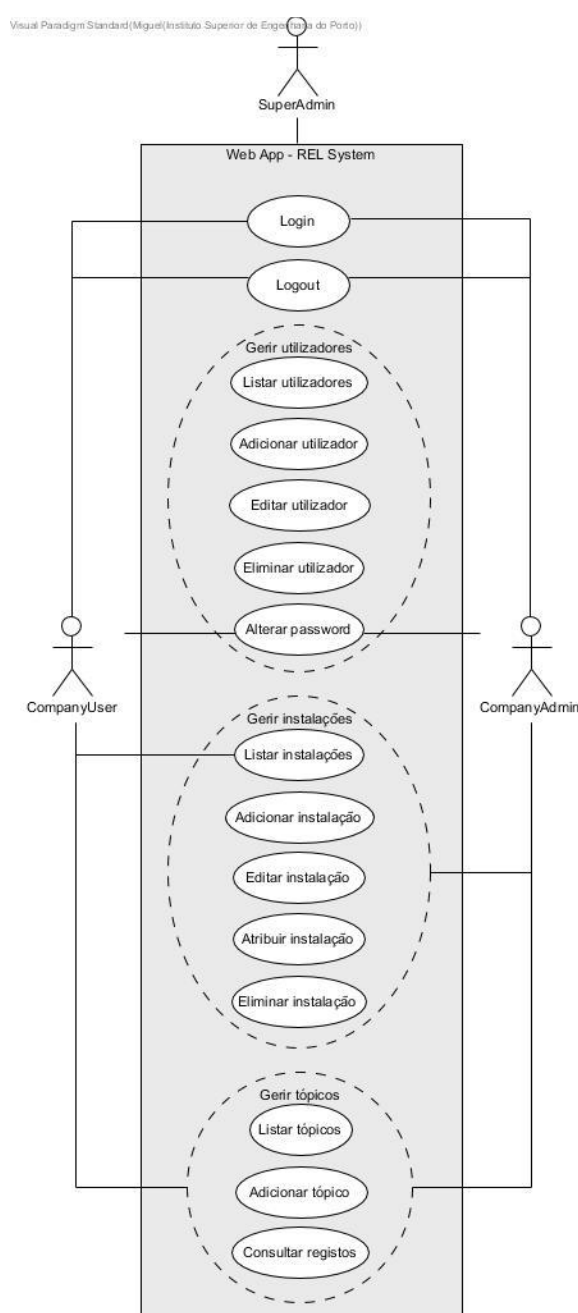 Visual Paradigm Standard(Miguel(Instituto Superior de Engenharia do Porto))
SuperAdmin
Web App - REL System
Login
Logout
Gerir utilizadores
Listar utilizadores
Adicionar utilizador
Editar utilizador
Eliminar utilizador
Alterar password
CompanyUser
CompanyAdmin
Gerir instalações
Listar instalações
Adicionar instalação
Editar instalação
Atribuir instalação
Eliminar instalação
Gerir tópicos
Listar tópicos
Adicionar tópico
Consultar registos